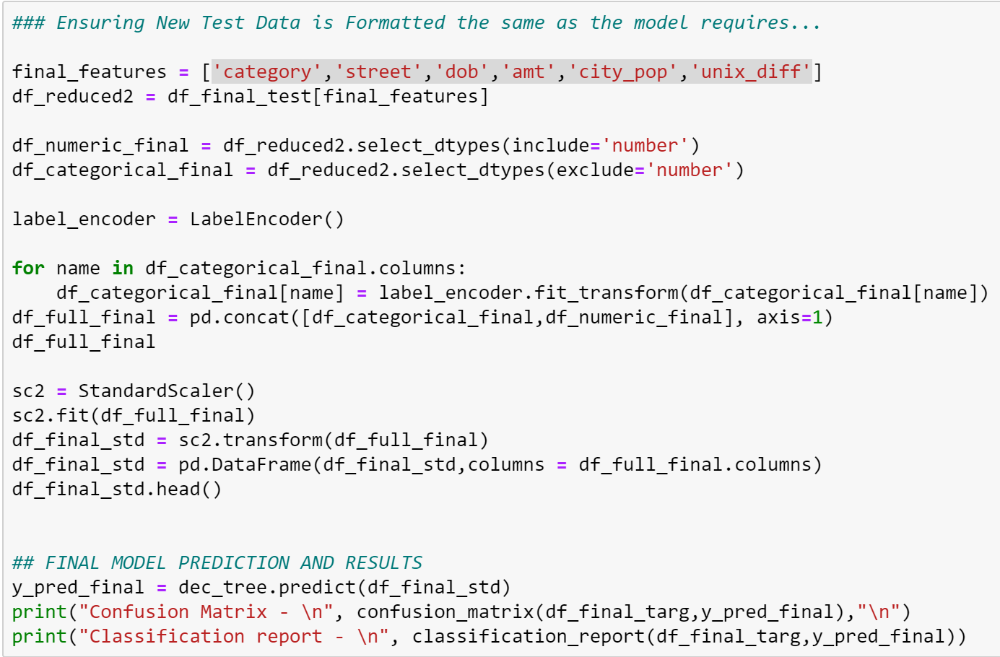 ### Ensuring New Test Data is Formatted the same as the model requires...
final_features = ['category','street','dob','amt','city_pop','unix_diff']
df_reduced2 = df_final_test[final_features]
df_numeric_final = df_reduced2.select_dtypes(include='number')
df_categorical_final = df_reduced2.select_dtypes(exclude='number')
label_encoder = LabelEncoder()
for name in df_categorical_final.columns:
    df_categorical_final[name] = label_encoder.fit_transform(df_categorical_final[name])
df_full_final = pd.concat([df_categorical_final,df_numeric_final], axis=1)
df_full_final
sc2 = StandardScaler()
sc2.fit(df_full_final)
df_final_std = sc2.transform(df_full_final)
df_final_std = pd.DataFrame(df_final_std,columns = df_full_final.columns)
df_final_std.head()
## FINAL MODEL PREDICTION AND RESULTS
y_pred_final = dec_tree.predict(df_final_std)
print("Confusion Matrix - \n", confusion_matrix(df_final_targ,y_pred_final),"\n")
print("Classification report - \n", classification_report(df_final_targ,y_pred_final))